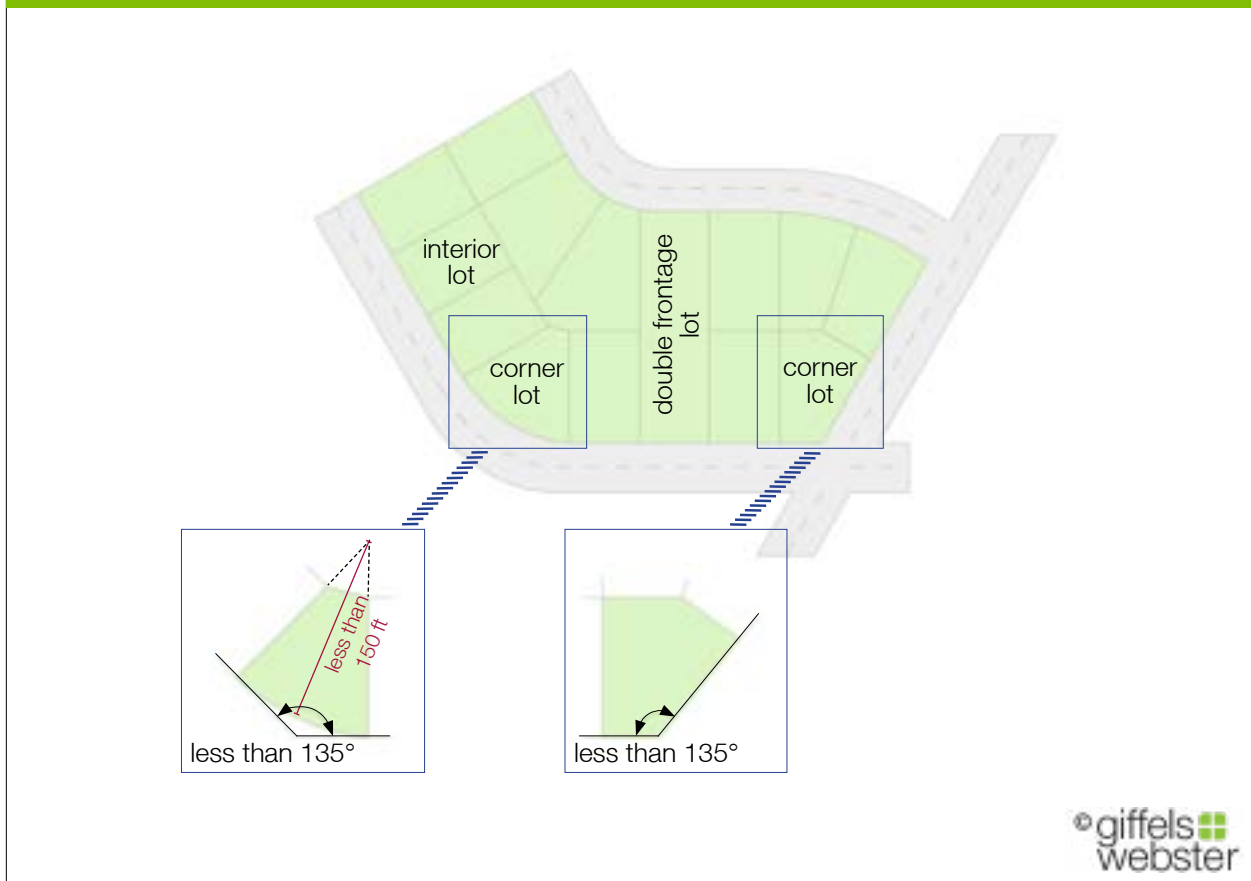 interior
lot
double frontage
lot
corner
lot
corner
lot
less than
150 ft
less than 135°
less than 135°
© giffels
webster